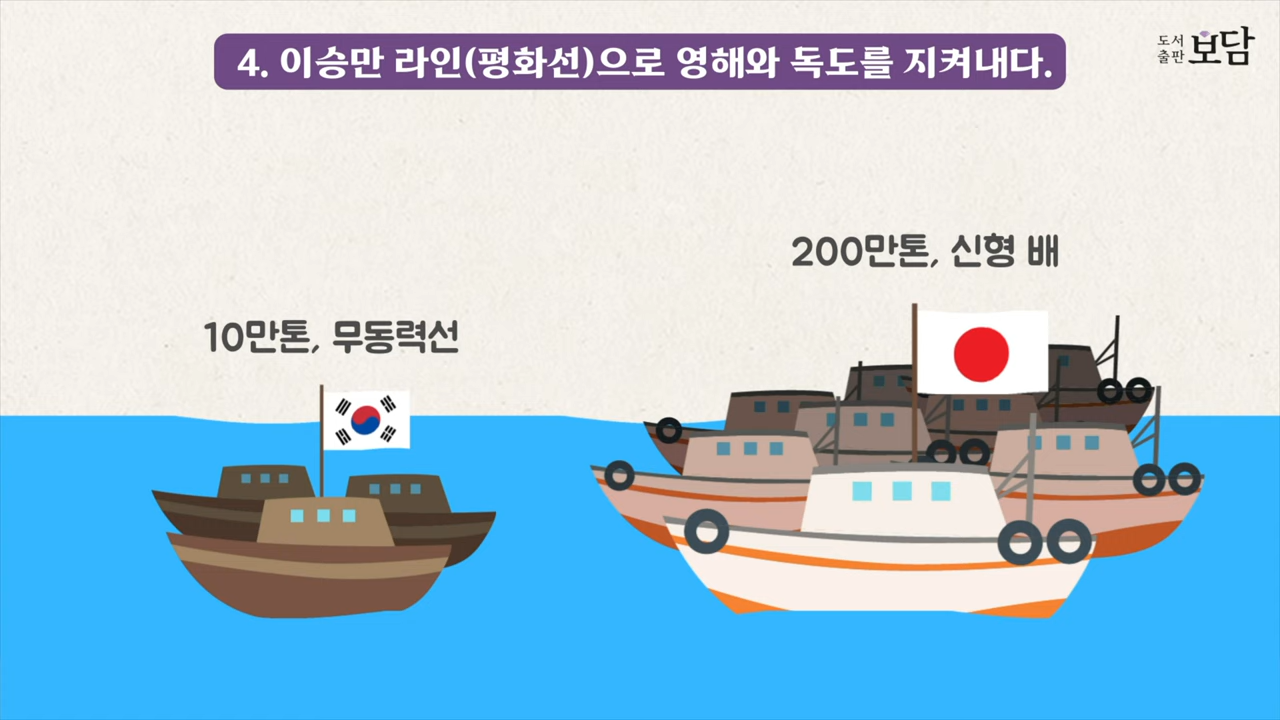 4. 이승만 라인(평화선)으로 영해와 독도를 지켜내다.
도서
출판
보담
200만톤, 신형 배
10만톤, 무동력선